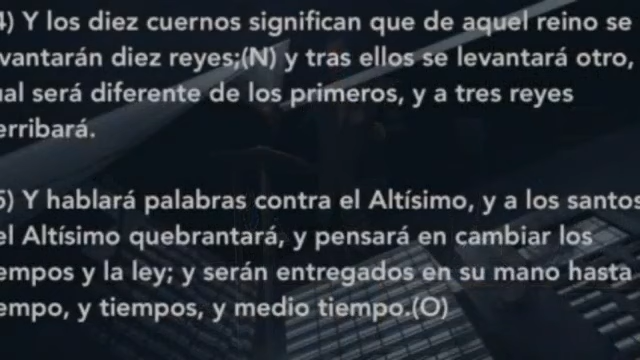 4) Y los diez cuernos significan que de aquel reino se
vantarán diez reyes;(N) y tras ellos se levantará otro,
ual será diferente de los primeros, y a tres reyes
erribará.
5) Y hablará palabras contra el Altísimo, y a los santos
el Altísimo quebrantará, y pensará en cambiar los
empos y la ley; y serán entregados en su mano hasta
empo, y tiempos, y medio tiempo.(O)